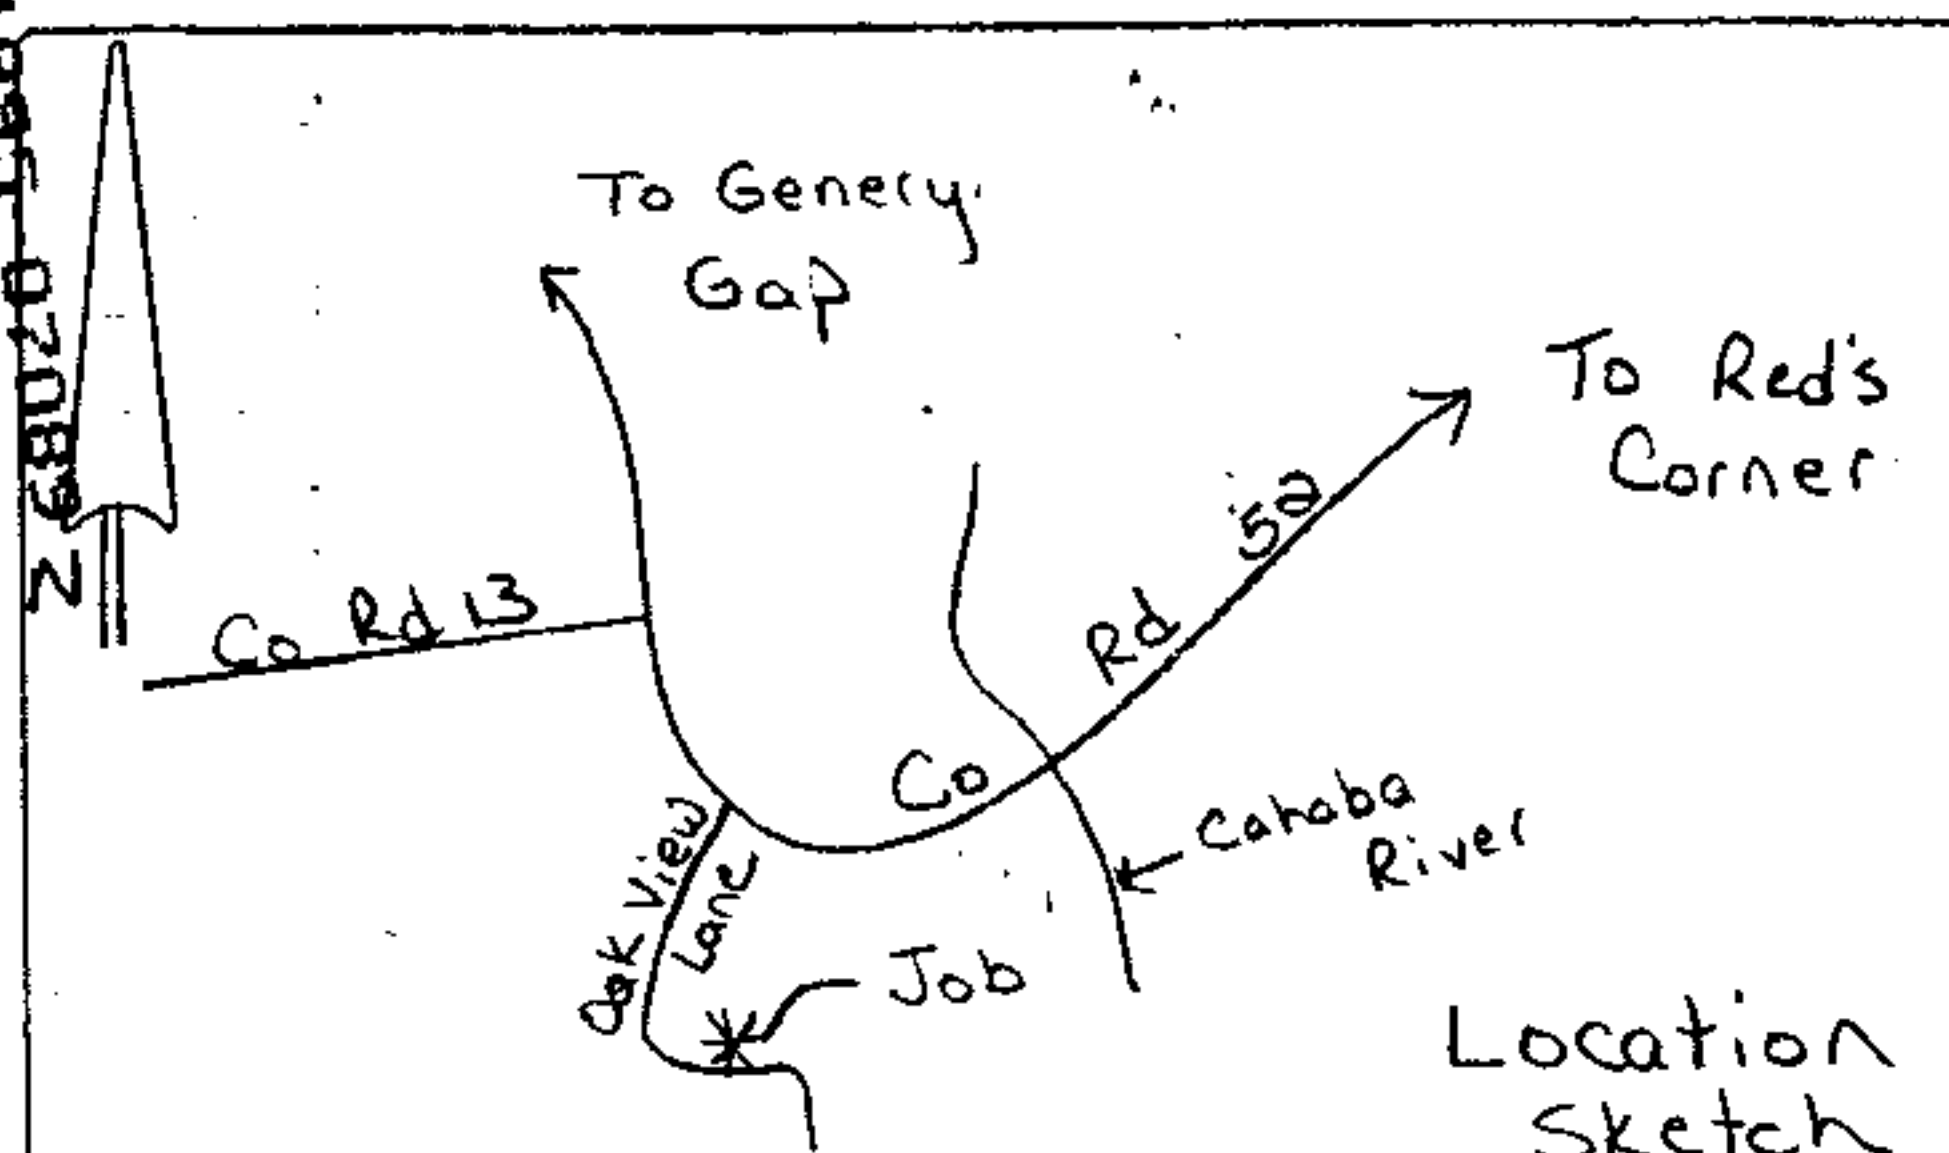 To Genery
Gap
To Red's
Corner
Co Rd 13
Co Rd 52
Cahaba
River
Oak View
Lane
Job
Location
Sketch